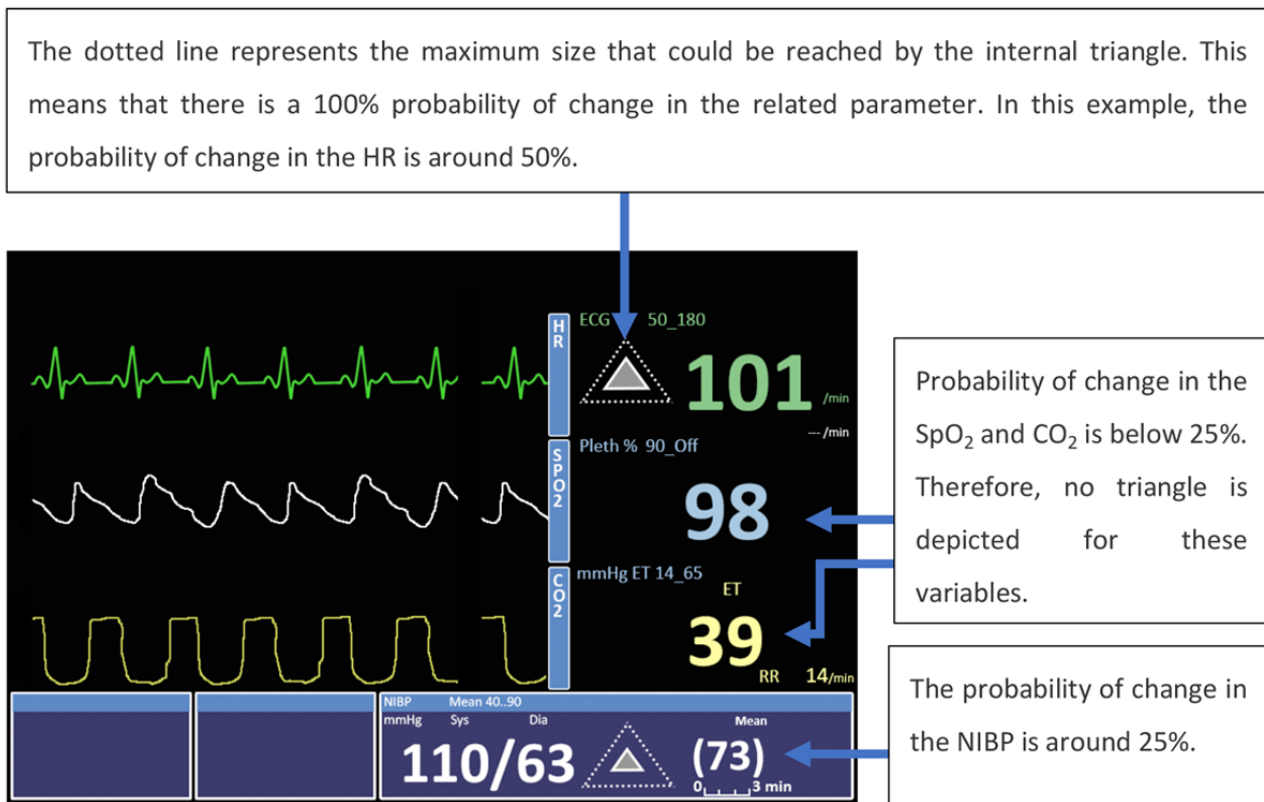 The dotted line represents the maximum size that could be reached by the internal triangle. This
means that there is a 100% probability of change in the related parameter. In this example, the
probability of change in the HR is around 50%.
HR
ECG 50_180
101
/min
--- /min
SPO2
Pleth % 90_Off
98
CO2
mmHg ET 14_65
ET
39
RR 14/min
NIBP Mean 40..90
mmHg Sys Dia Mean
110/63 (73)
0 3 min
Probability of change in the
SpO₂ and CO₂ is below 25%.
Therefore, no triangle is
depicted for these
variables.
The probability of change in
the NIBP is around 25%.